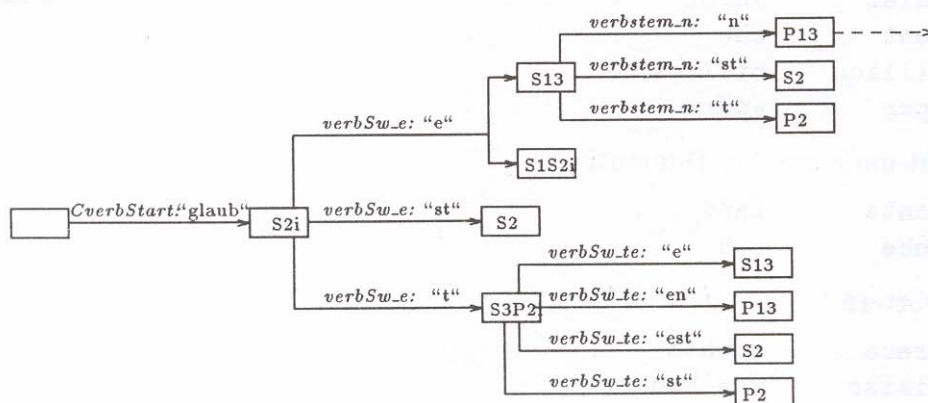 verbstem_n: “n“
P13
S13
verbstem_n: “st“
S2
verbstem_n: “t“
P2
verbSw_e: “e“
S1S2i
CverbStart:“glaub“
S2i
verbSw_e: “st“
S2
verbSw_te: “e“
S13
verbSw_e: “t“
S3P2i
verbSw_te: “en“
P13
verbSw_te: “est“
S2
verbSw_te: “st“
P2